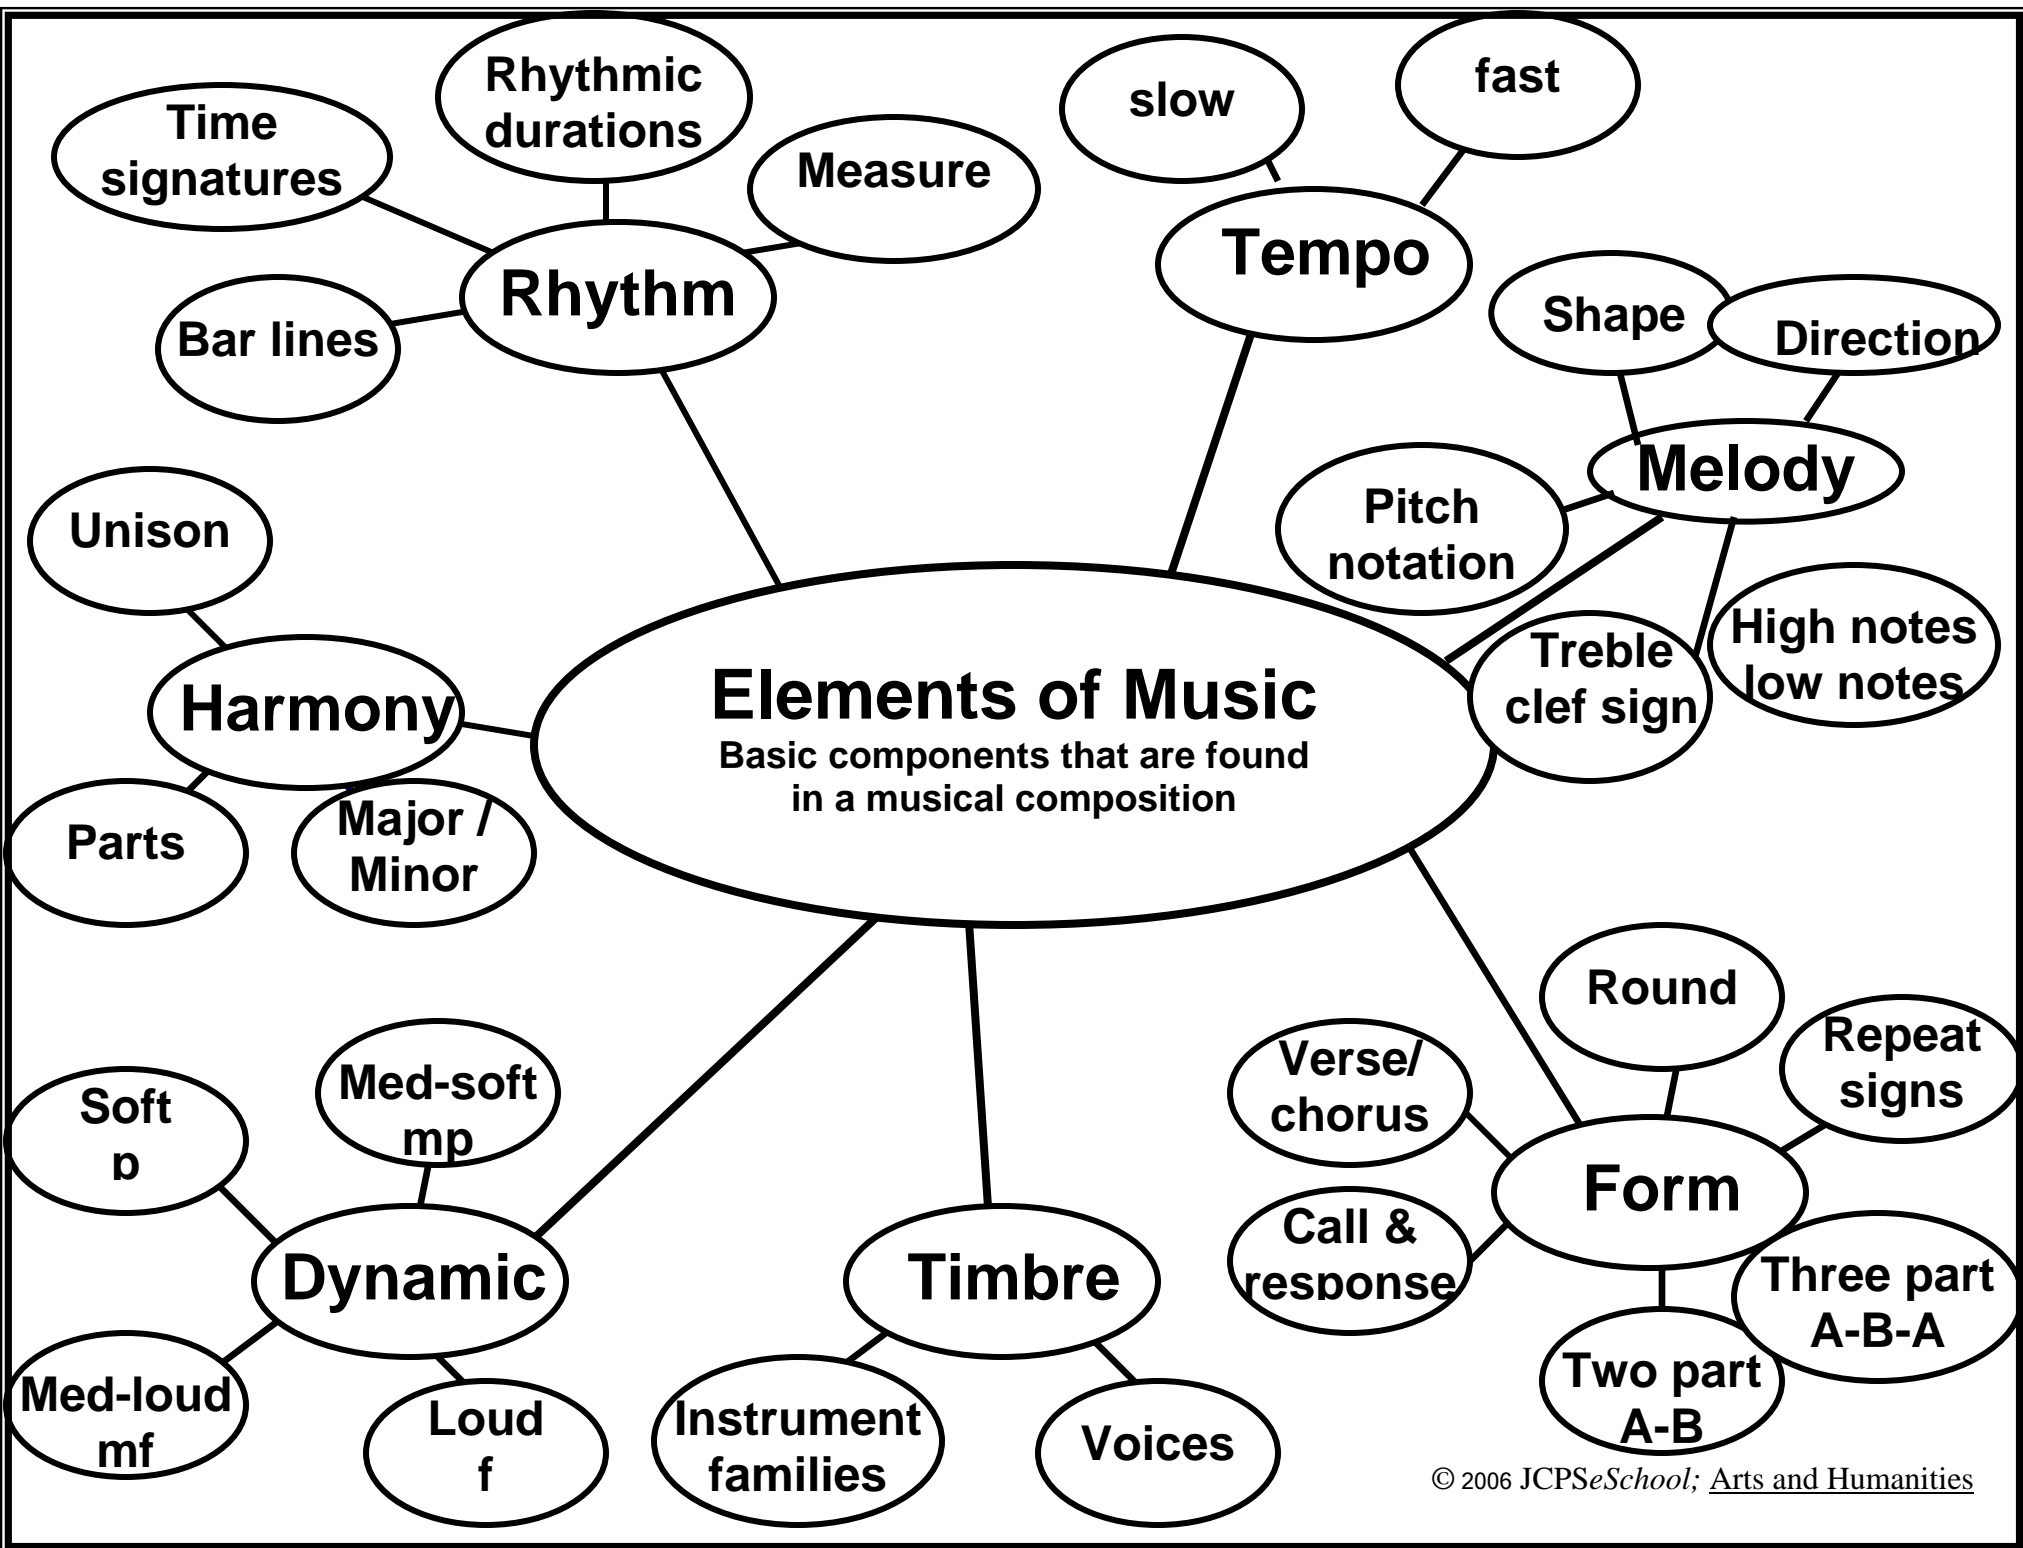 Rhythmic
durations
Time
signatures
Measure
Rhythm
Bar lines
slow
fast
Tempo
Shape
Direction
Melody
Pitch
notation
Treble
clef sign
High notes
low notes
Unison
Harmony
Parts
Major /
Minor
Elements of Music
Basic components that are found
in a musical composition
Soft
p
Med-soft
mp
Dynamic
Med-loud
mf
Loud
f
Timbre
Instrument
families
Voices
Round
Verse/
chorus
Repeat
signs
Form
Call &
response
Three part
A-B-A
Two part
A-B
© 2006 JCPSeSchool; Arts and Humanities